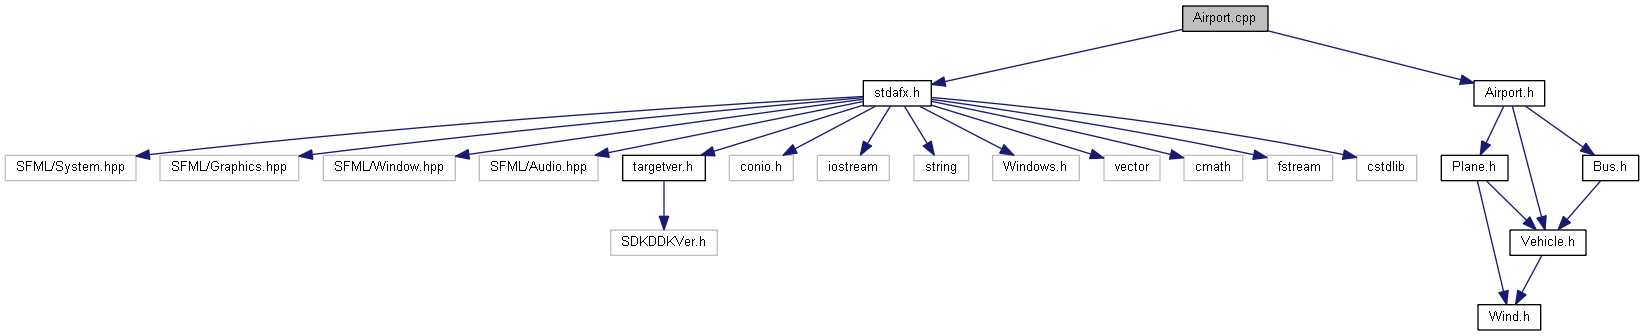 Airport.cpp
stdafx.h
Airport.h
SFML/System.hpp
SFML/Graphics.hpp
SFML/Window.hpp
SFML/Audio.hpp
targetver.h
conio.h
iostream
string
Windows.h
vector
cmath
fstream
cstdlib
Plane.h
Bus.h
SDKDDKVer.h
Vehicle.h
Wind.h